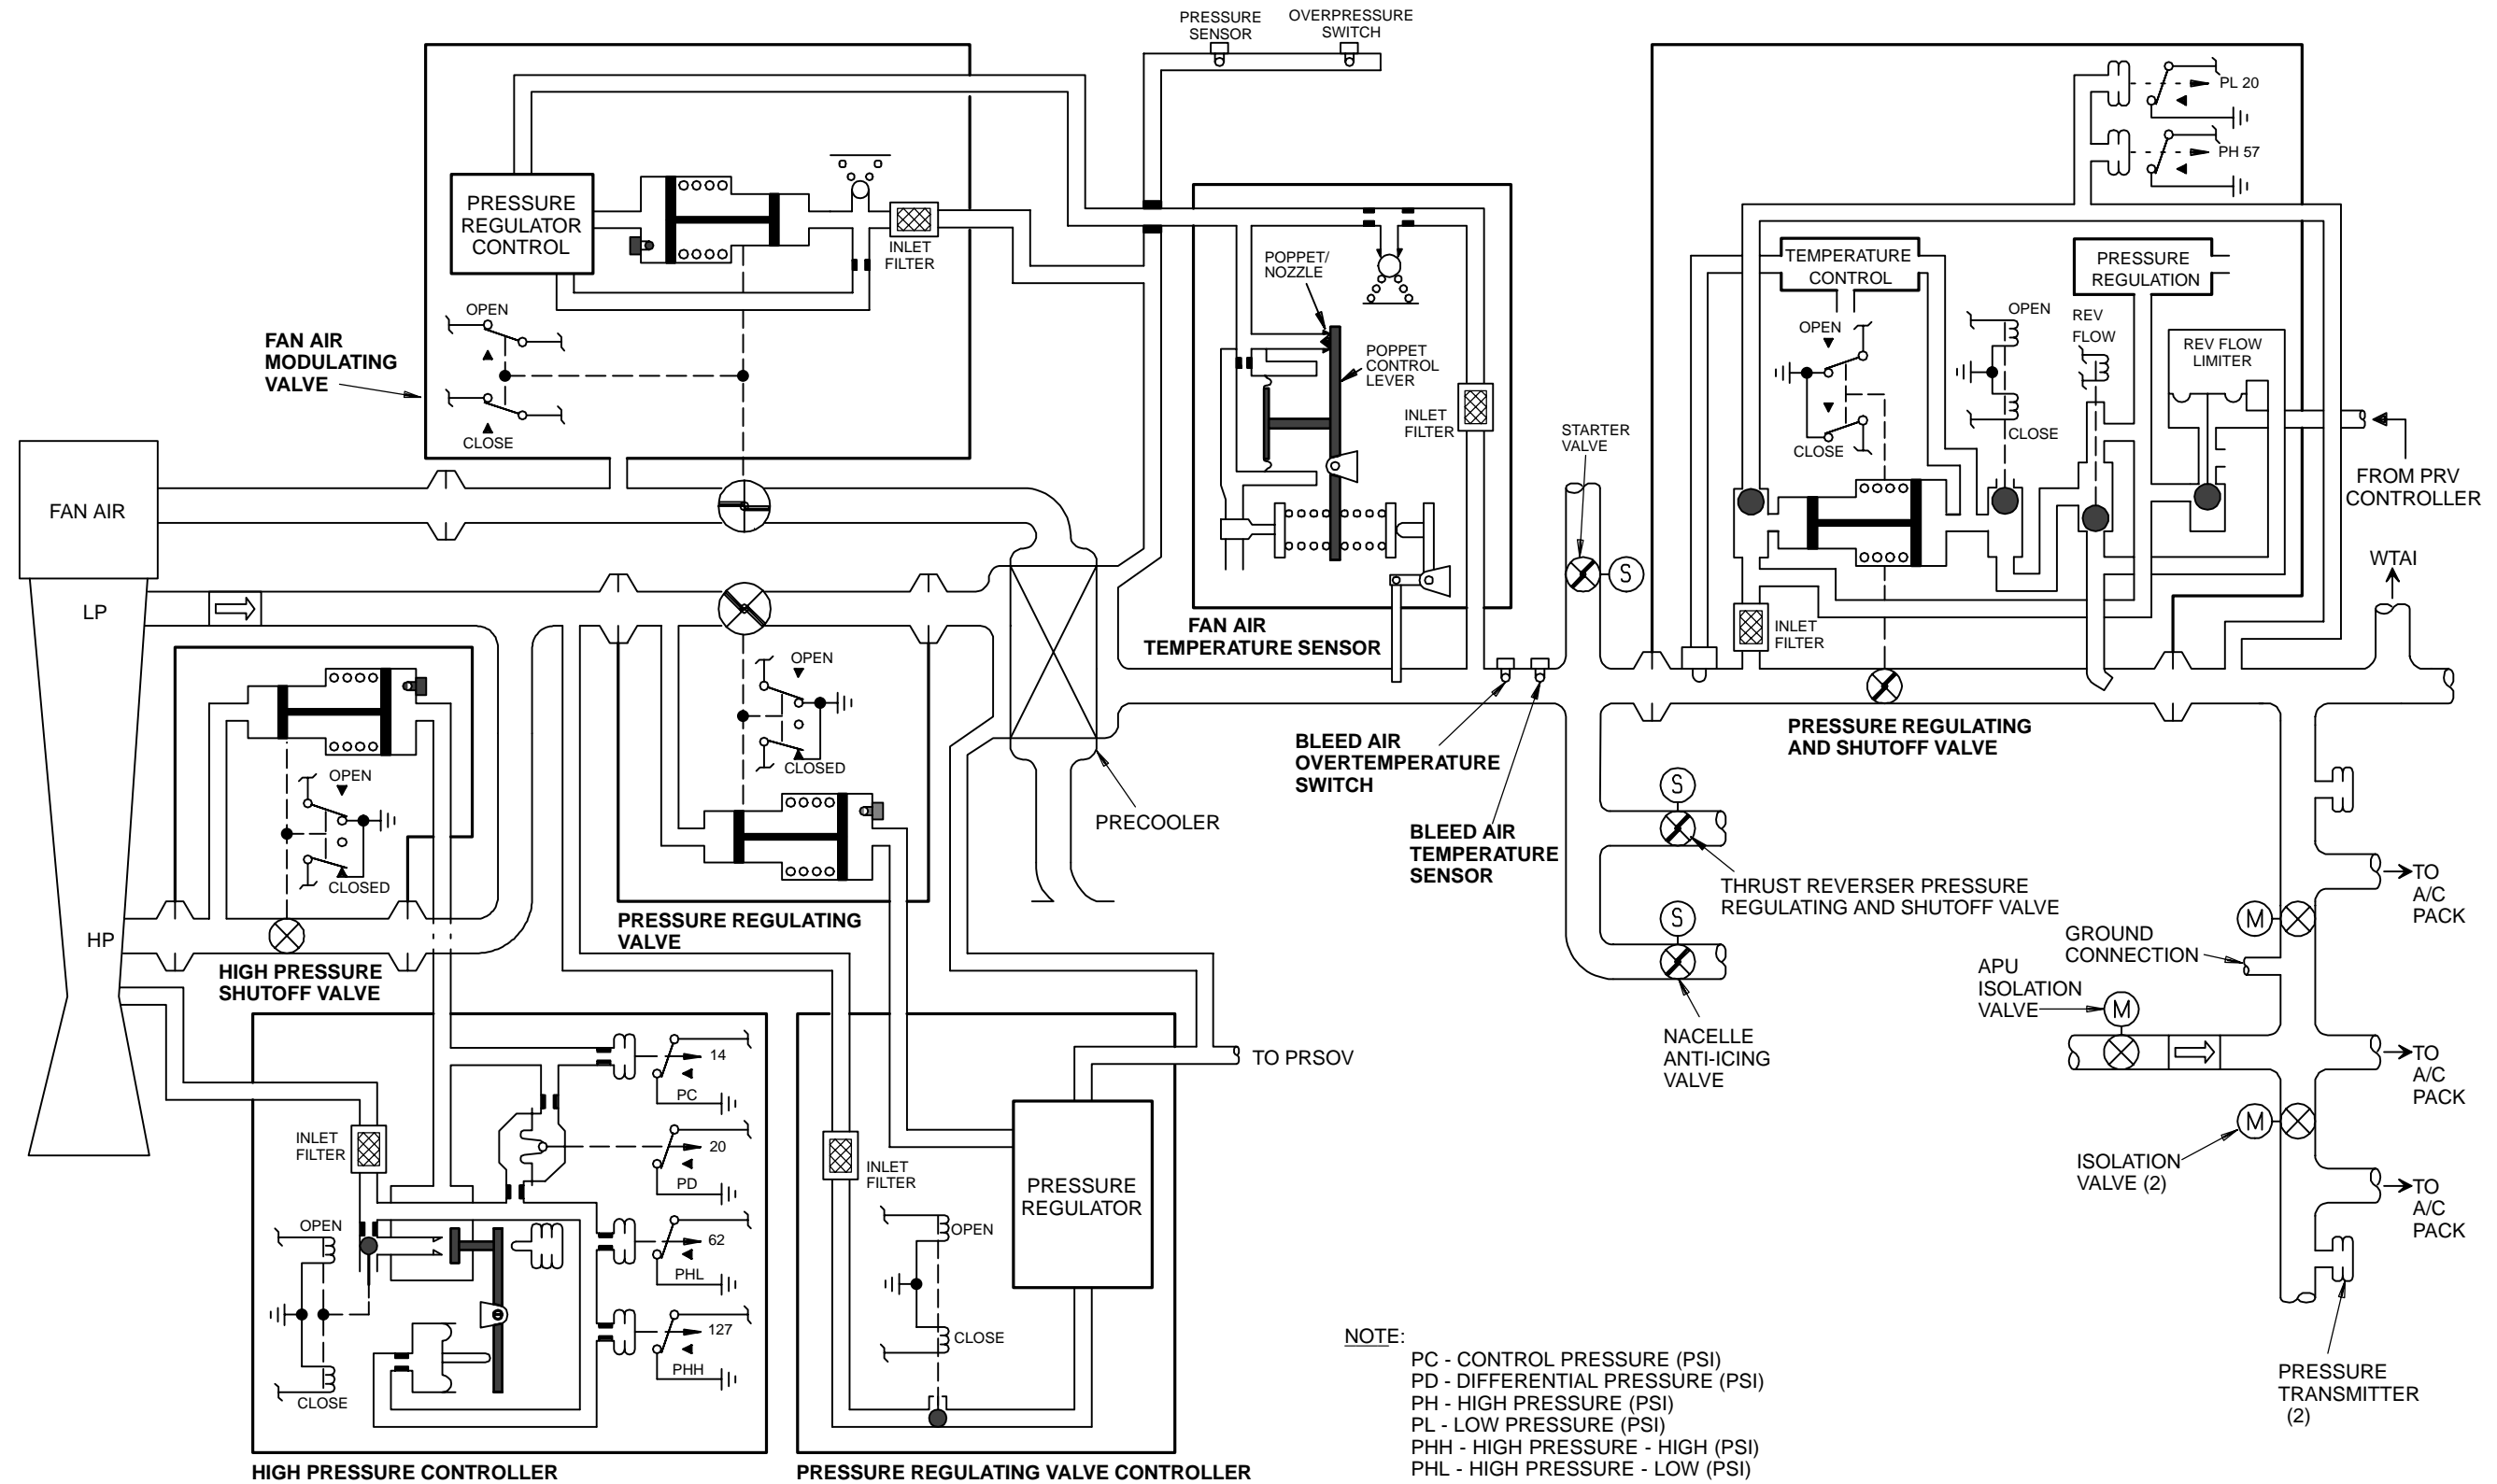 PRESSURE
SENSOR
OVERPRESSURE
SWITCH
PRESSURE
REGULATOR
CONTROL
INLET
FILTER
OPEN
CLOSE
FAN AIR
MODULATING
VALVE
POPPET/
NOZZLE
POPPET
CONTROL
LEVER
INLET
FILTER
FAN AIR
TEMPERATURE SENSOR
STARTER
VALVE
S
PL 20
PH 57
TEMPERATURE
CONTROL
PRESSURE
REGULATION
OPEN
CLOSE
OPEN
CLOSE
REV
FLOW
REV FLOW
LIMITER
FROM PRV
CONTROLLER
INLET
FILTER
WTAI
PRESSURE REGULATING
AND SHUTOFF VALVE
FAN AIR
LP
HP
OPEN
CLOSED
HIGH PRESSURE
SHUTOFF VALVE
OPEN
CLOSED
PRESSURE REGULATING
VALVE
PRECOOLER
BLEED AIR
OVERTEMPERATURE
SWITCH
BLEED AIR
TEMPERATURE
SENSOR
S
THRUST REVERSER PRESSURE
REGULATING AND SHUTOFF VALVE
S
NACELLE
ANTI-ICING
VALVE
TO
A/C
PACK
M
GROUND
CONNECTION
APU
ISOLATION
VALVE
M
TO
A/C
PACK
M
ISOLATION
VALVE (2)
TO
A/C
PACK
PRESSURE
TRANSMITTER
(2)
INLET
FILTER
14
PC
20
PD
62
PHL
127
PHH
OPEN
CLOSE
HIGH PRESSURE CONTROLLER
INLET
FILTER
OPEN
CLOSE
PRESSURE
REGULATOR
TO PRSOV
PRESSURE REGULATING VALVE CONTROLLER
NOTE:
PC - CONTROL PRESSURE (PSI)
PD - DIFFERENTIAL PRESSURE (PSI)
PH - HIGH PRESSURE (PSI)
PL - LOW PRESSURE (PSI)
PHH - HIGH PRESSURE - HIGH (PSI)
PHL - HIGH PRESSURE - LOW (PSI)